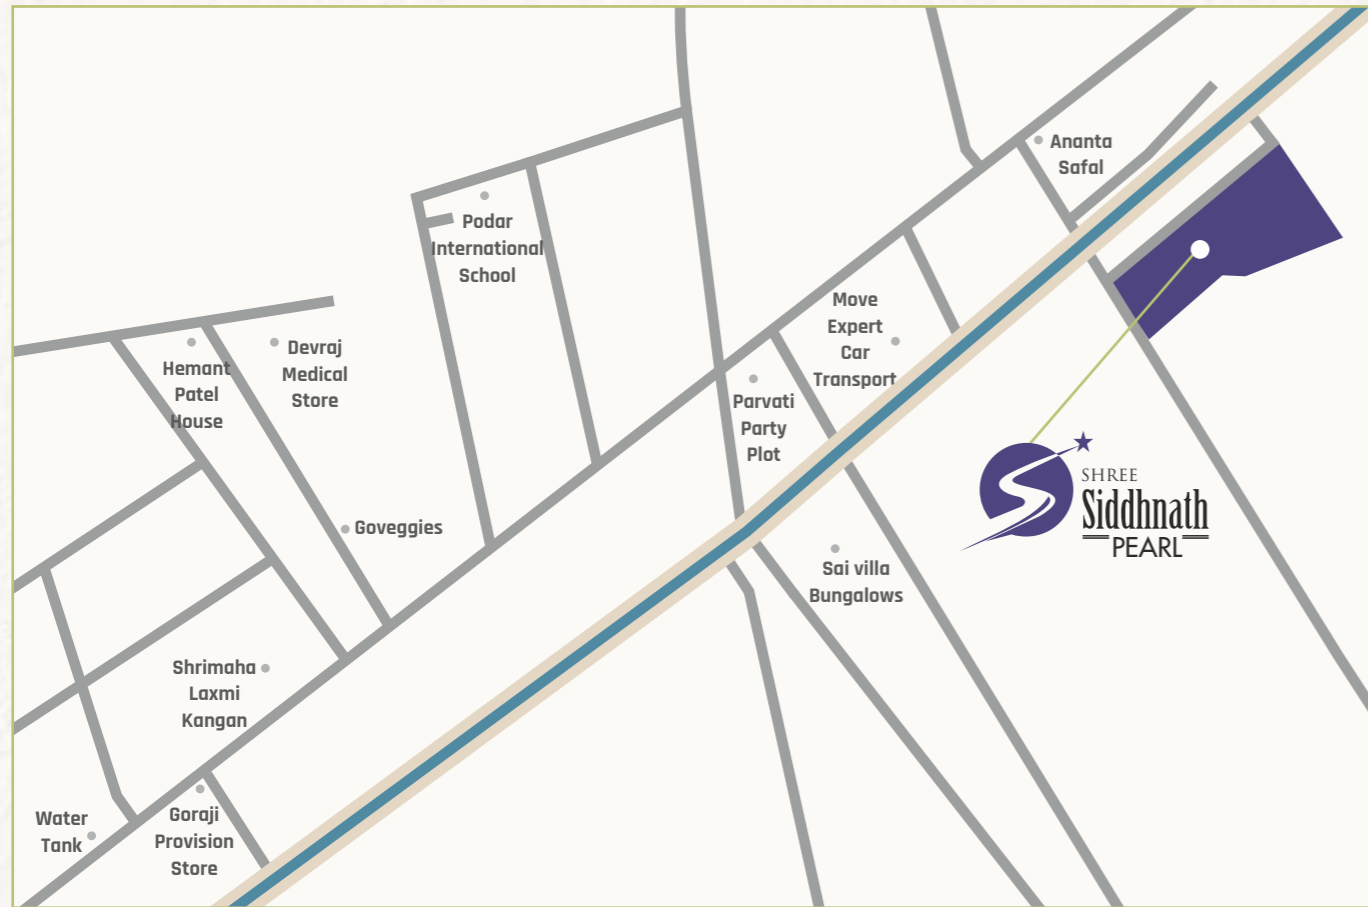 Ananta
Safal
Podar
International
School
Move
Expert
Car
Transport
Hemant
Patel
House
Devraj
Medical
Store
Parvati
Party
Plot
SHREE
Siddhnath
PEARL
Goveggies
Sai villa
Bungalows
Shrimaha
Laxmi
Kangan
Water
Tank
Goraji
Provision
Store